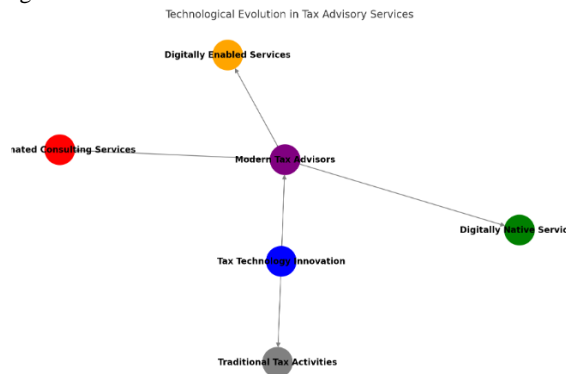 Technological Evolution in Tax Advisory Services
Digitally Enabled Services
nated Consulting Services
Modern Tax Advisors
Digitally Native Servic
Tax Technology Innovation
Traditional Tax Activities